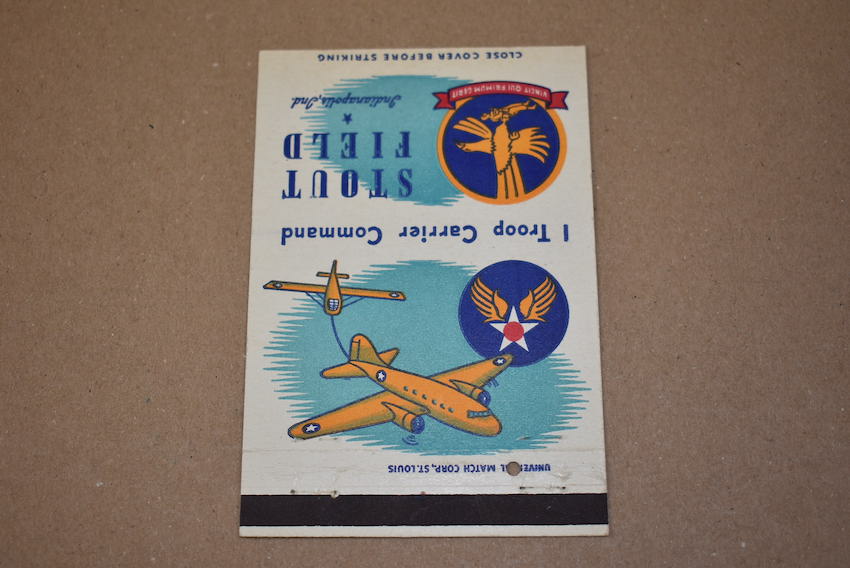 MATCH CORP., ST. LOUIS
I Troop Carrier Command
STOUT
FIELD
Indianapolis, Ind.
VINCIT QUI PRIMUM GERIT
CLOSE COVER BEFORE STRIKING